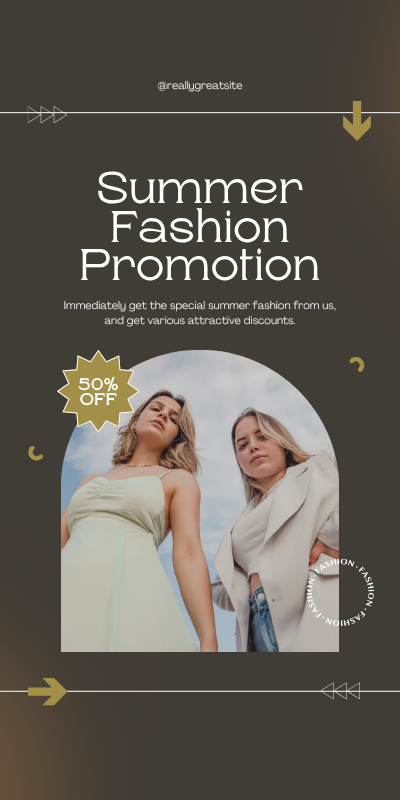 @reallygreatsite
Summer
Fashion
Promotion
Immediately get the special summer fashion from us,
and get various attractive discounts.
50%
OFF
FASHION · FASHION · FASHION · FASHION ·